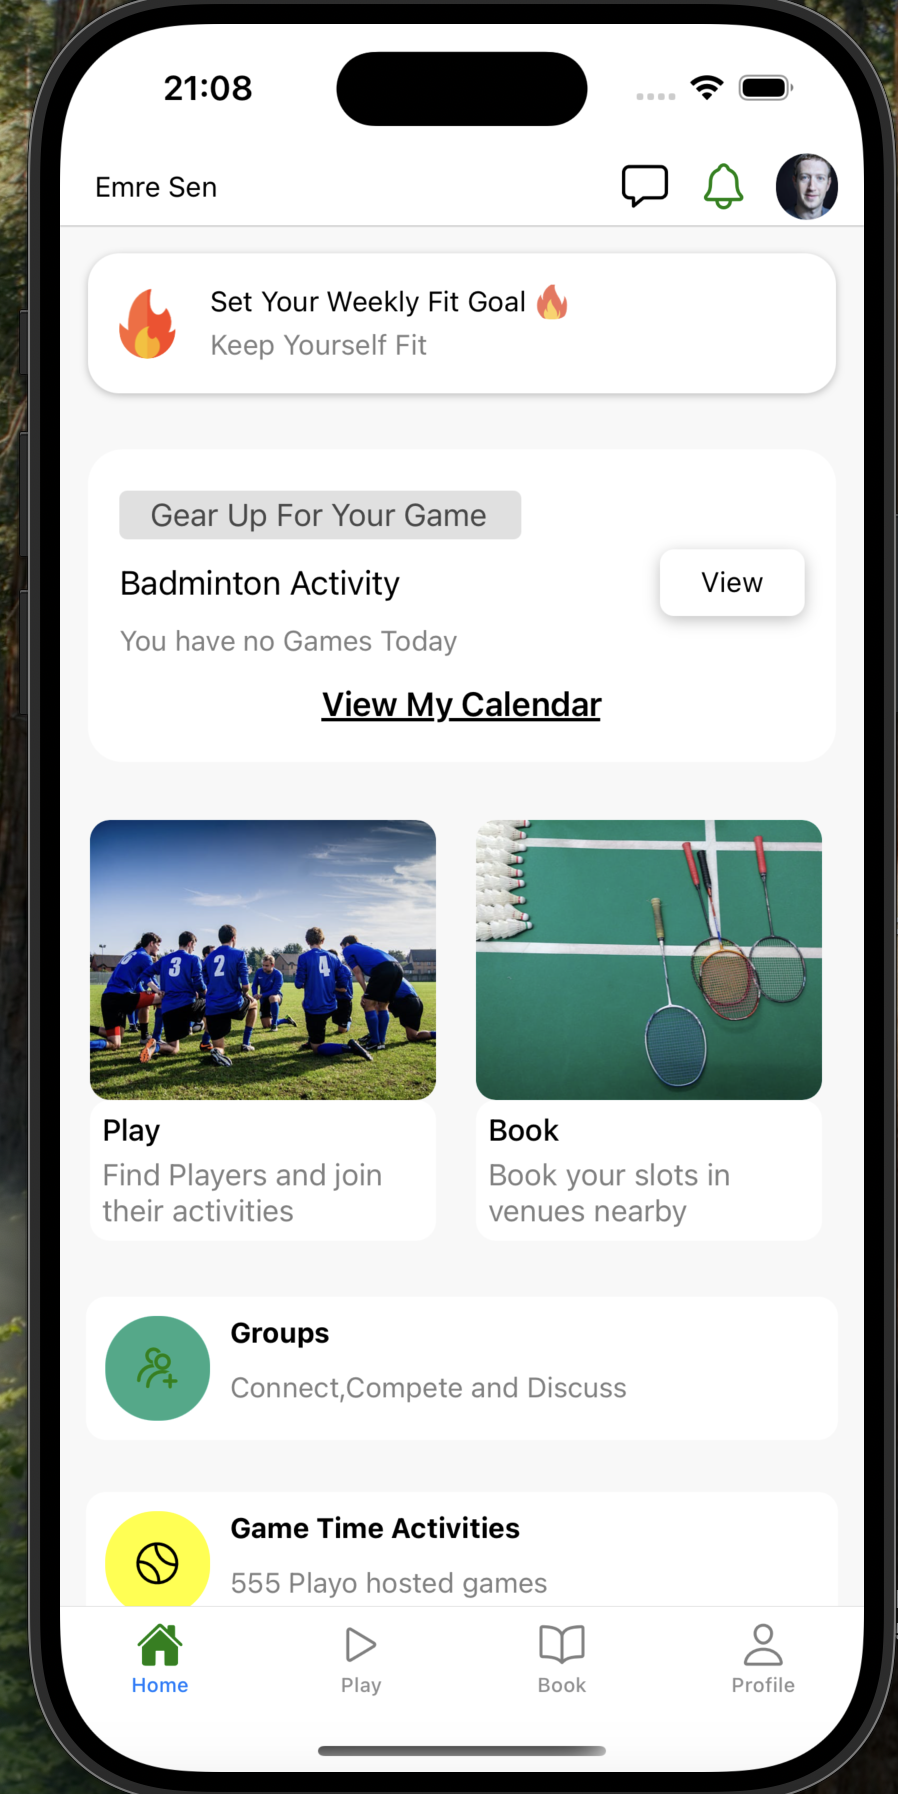 21:08
Emre Sen
Set Your Weekly Fit Goal 🔥
Keep Yourself Fit
Gear Up For Your Game
Badminton Activity
View
You have no Games Today
View My Calendar
3
2
4
Play
Find Players and join
their activities
Book
Book your slots in
venues nearby
Groups
Connect,Compete and Discuss
Game Time Activities
555 Playo hosted games
Home
Play
Book
Profile